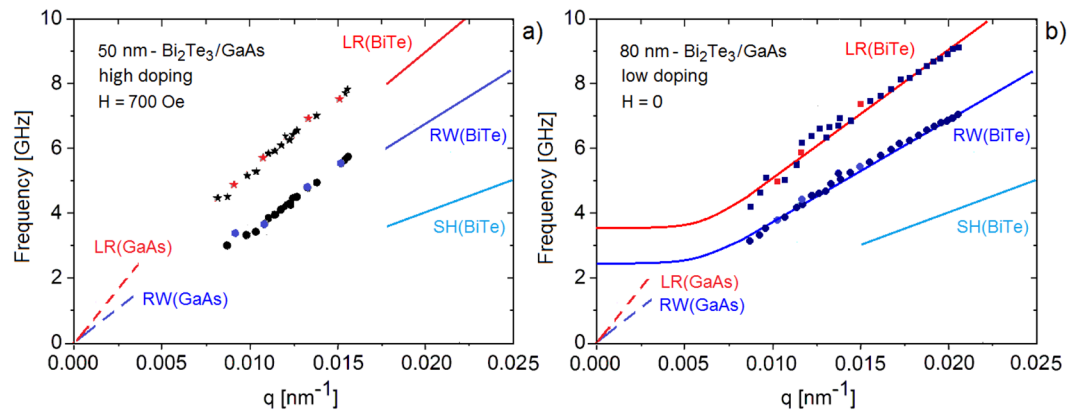 a)
50 nm - Bi₂Te₃/GaAs
high doping
H = 700 Oe
LR(BiTe)
RW(BiTe)
SH(BiTe)
LR(GaAs)
RW(GaAs)
Frequency [GHz]
10
8
6
4
2
0
0.000
0.005
0.010
0.015
0.020
0.025
q [nm⁻¹]
b)
80 nm - Bi₂Te₃/GaAs
low doping
H = 0
LR(BiTe)
RW(BiTe)
SH(BiTe)
LR(GaAs)
RW(GaAs)
Frequency [GHz]
10
8
6
4
2
0
0.000
0.005
0.010
0.015
0.020
0.025
q [nm⁻¹]